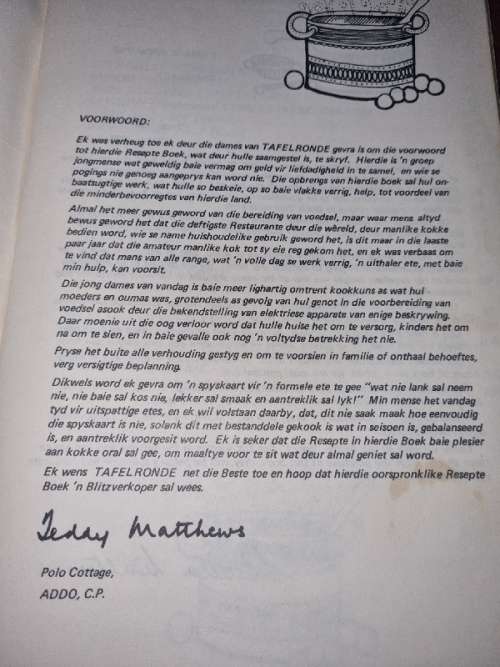 VOORWOORD:
Ek was verheug toe ek deur die dames van TAFELRONDE gevra is om die voorwoord
tot hierdie Resepte Boek, wat deur hulle saamgestel is, te skryf. Hierdie is 'n groep
jongmense wat geweldig baie vermag om geld vir liefdadigheid in te samel, en wie se
pogings nie genoeg aangeprys kan word nie. Die opbrengs van hierdie boek sal hul on-
baatsugtige werk, wat hulle so beskeie, op so baie vlakke verrig, help, tot voordeel van
die minderbevoorregtes van hierdie land.
Almal het meer gewus geword van die bereiding van voedsel, maar waar mens altyd
bewus geword het dat die deftigste Restaurante deur die wêreld, deur manlike kokke
bedien word, wie se name huishoudelike gebruik geword het, is dit maar in die laaste
paar jaar dat die amateur manlike kok tot sy eie reg gekom het, en ek was verbaas om
te vind dat mans van alle range, wat 'n volle dag se werk verrig, 'n uithaler ete, met baie
min hulp, kan voorsit.
Die jong dames van vandag is baie meer lighartig omtrent kookkuns as wat hul
moeders en oumas was, grotendeels as gevolg van hul genot in die voorbereiding van
voedsel asook deur die bekendstelling van elektriese apparate van enige beskrywing.
Daar moenie uit die oog verloor word dat hulle huise het om te versorg, kinders het om
na om te sien, en in baie gevalle ook nog 'n voltydse betrekking het nie.
Pryse het buite alle verhouding gestyg en om te voorsien in familie of onthaal behoeftes,
verg versigtige beplanning.
Dikwels word ek gevra om 'n spyskaart vir 'n formele ete te gee "wat nie lank sal neem
nie, nie baie sal kos nie, lekker sal smaak en aantreklik sal lyk!" Min mense het vandag
tyd vir uitspattige etes, en ek wil volstaan daarby, dat, dit nie saak maak hoe eenvoudig
die spyskaart is nie, solank dit met bestanddele gekook is wat in seisoen is, gebalanseerd
is, en aantreklik voorgesit word. Ek is seker dat die Resepte in hierdie Boek baie plesier
aan kokke oral sal gee, om maaltye voor te sit wat deur almal geniet sal word.
Ek wens TAFELRONDE net die Beste toe en hoop dat hierdie oorspronklike Resepte
Boek 'n Blitzverkoper sal wees.
Teday Matthews
Polo Cottage,
ADDO, C.P.